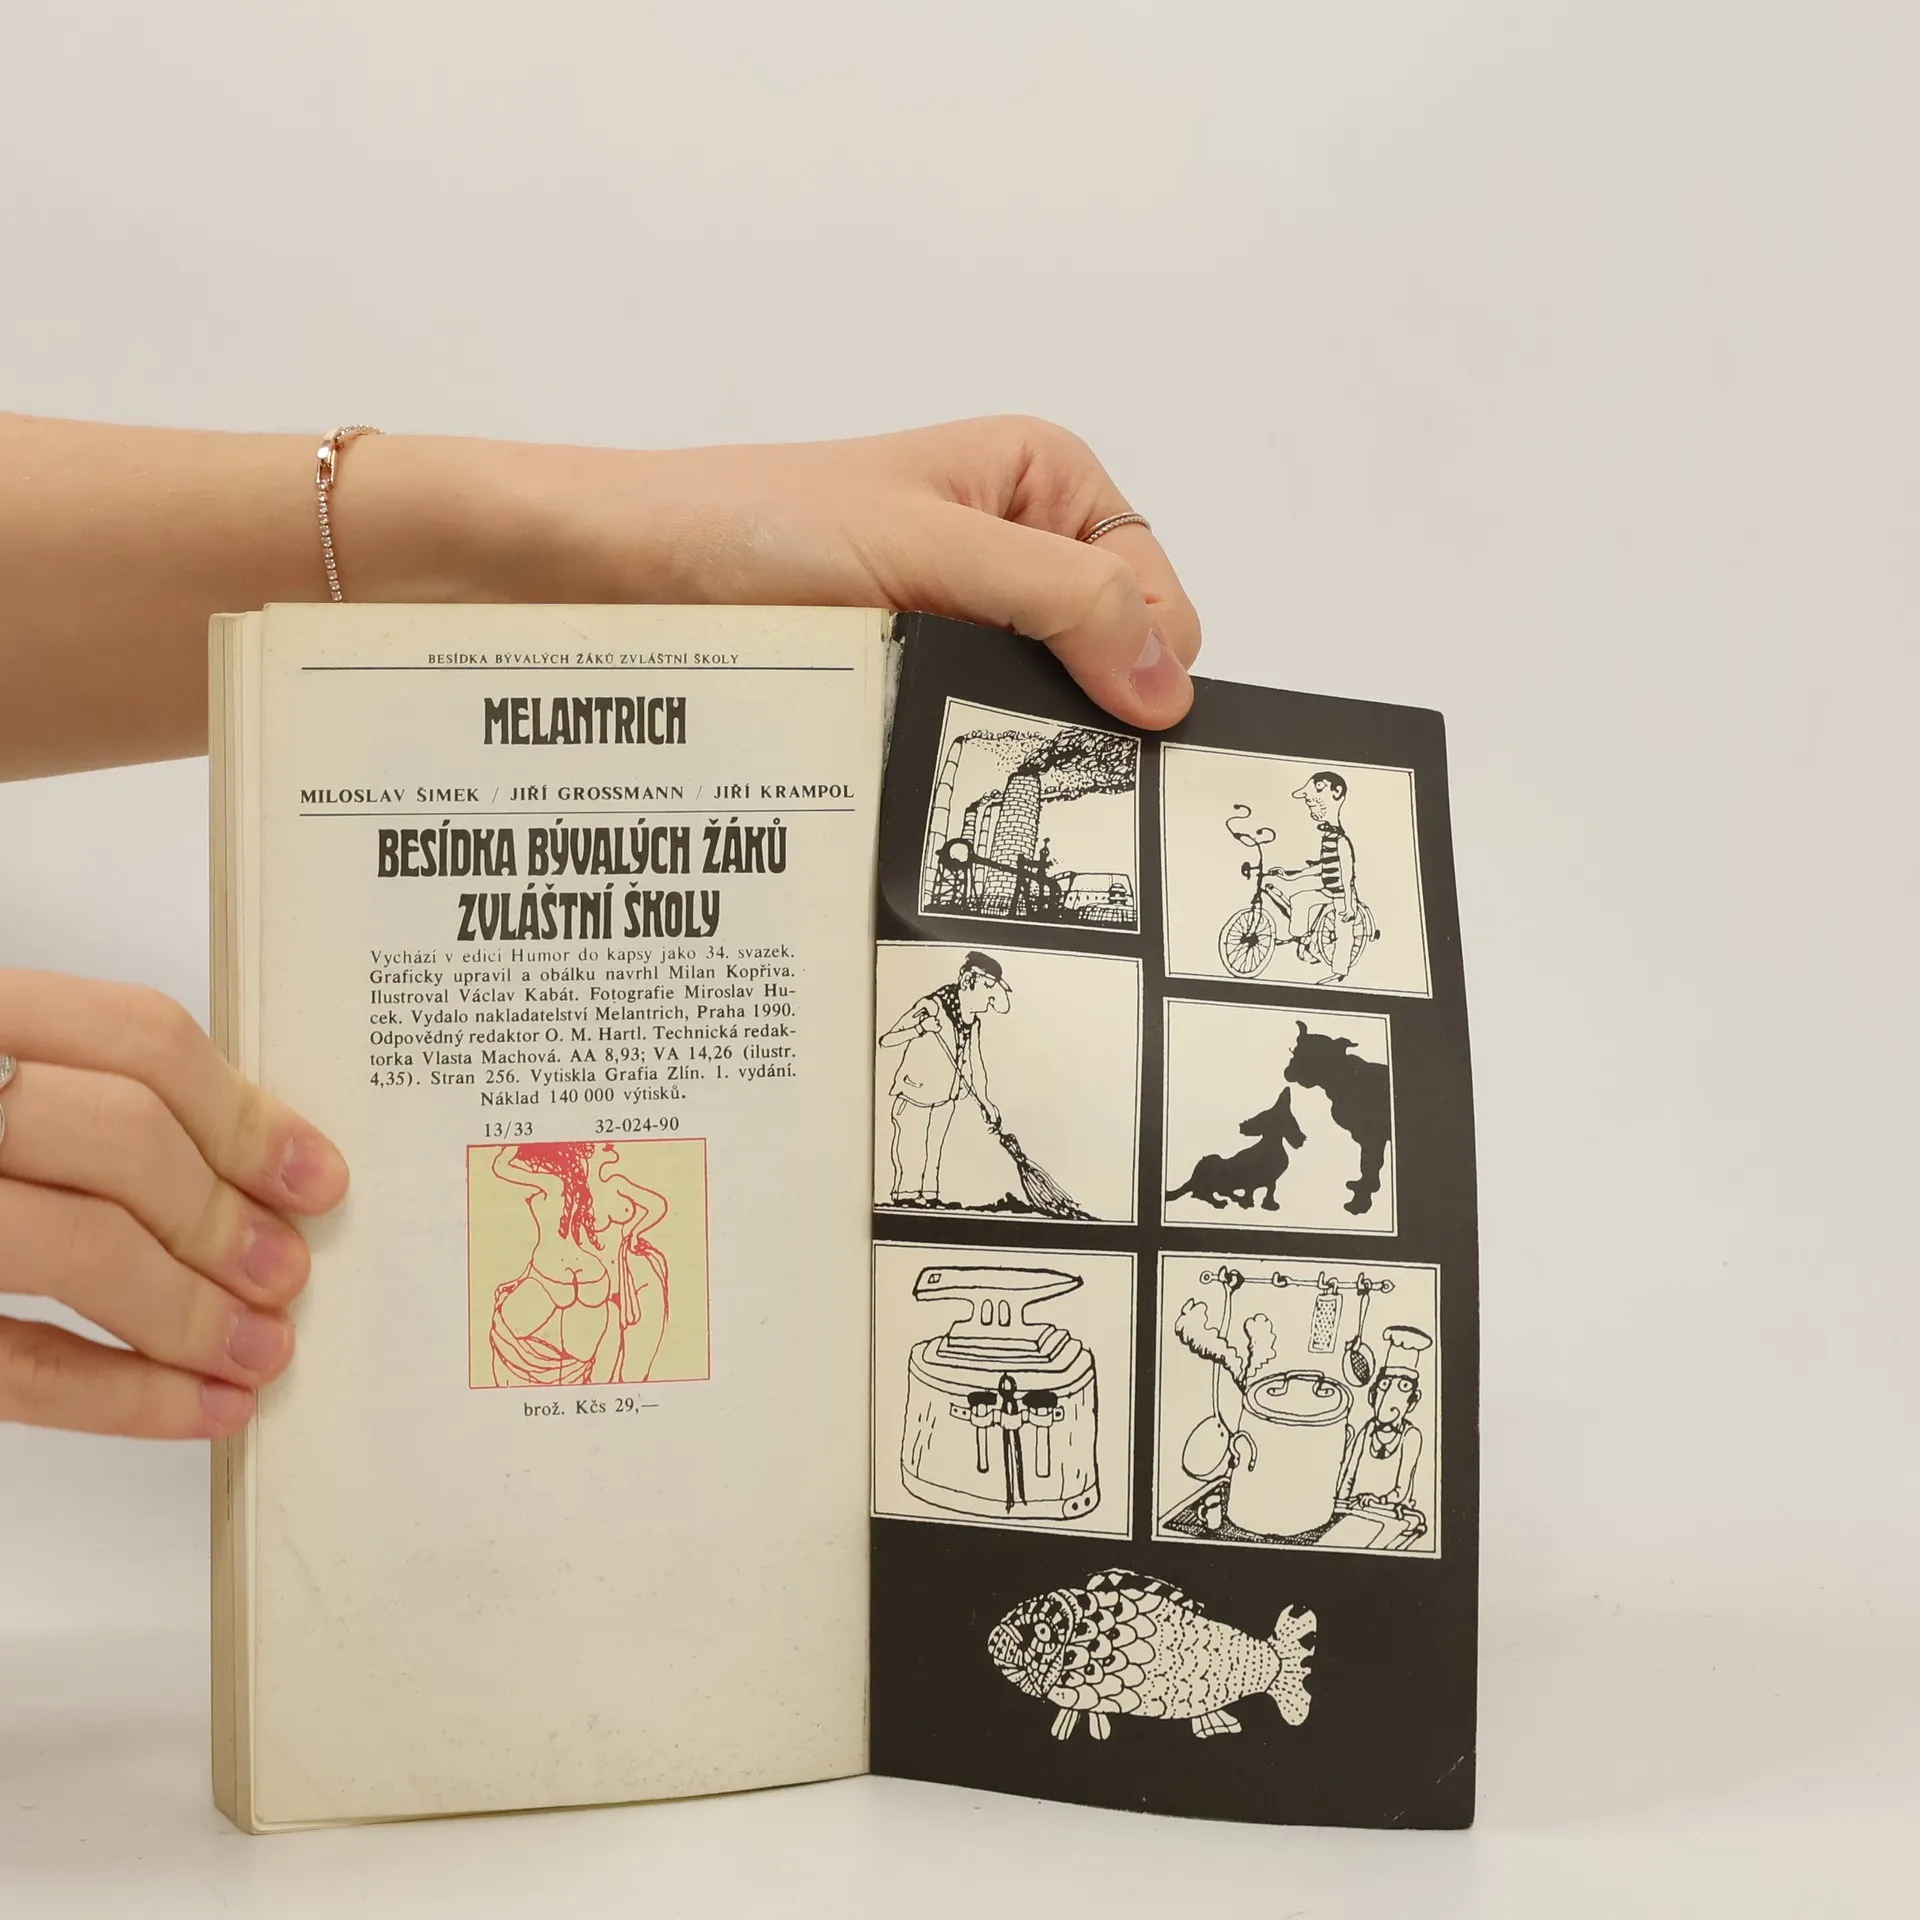 BESÍDKA BÝVALÝCH ŽÁKŮ ZVLÁŠTNÍ ŠKOLY
MELANTRICH
MILOSLAV ŠIMEK / JIŘÍ GROSSMANN / JIŘÍ KRAMPOL
BESÍDKA BÝVALÝCH ŽÁKŮ
ZVLÁŠTNÍ ŠKOLY
Vychází v edici Humor do kapsy jako 34. svazek.
Graficky upravil a obálku navrhl Milan Kopřiva.
Ilustroval Václav Kabát. Fotografie Miroslav Hu-
cek. Vydalo nakladatelství Melantrich, Praha 1990.
Odpovědný redaktor O. M. Hartl. Technická redak-
torka Vlasta Machová. AA 8,93; VA 14,26 (ilustr.
4,35). Stran 256. Vytiskla Grafia Zlín. 1. vydání.
Náklad 140 000 výtisků.
13/33 32-024-90
brož. Kčs 29,—